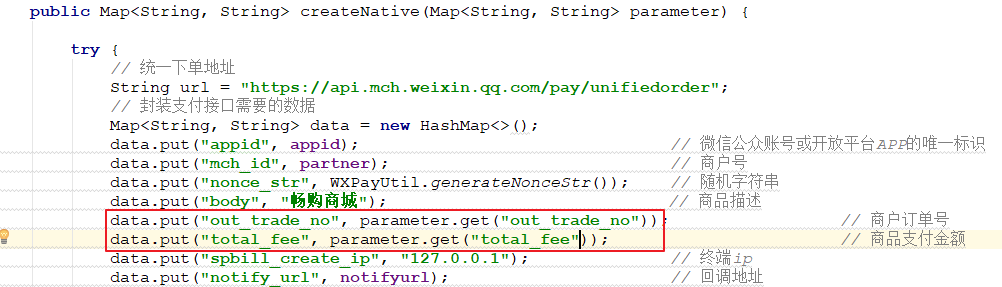 public Map<String, String> createNative(Map<String, String> parameter) {
try {
// 统一下单地址
String url = "https://api.mch.weixin.qq.com/pay/unifiedorder";
// 封装支付接口需要的数据
Map<String, String> data = new HashMap<>();
data.put("appid", appid); // 微信公众账号或开放平台APP的唯一标识
data.put("mch_id", partner); // 商户号
data.put("nonce_str", WXPayUtil.generateNonceStr()); // 随机字符串
data.put("body", "畅购商城"); // 商品描述
data.put("out_trade_no", parameter.get("out_trade_no")); // 商户订单号
data.put("total_fee", parameter.get("total_fee")); // 商品支付金额
data.put("spbill_create_ip", "127.0.0.1"); // 终端ip
data.put("notify_url", notifyurl); // 回调地址